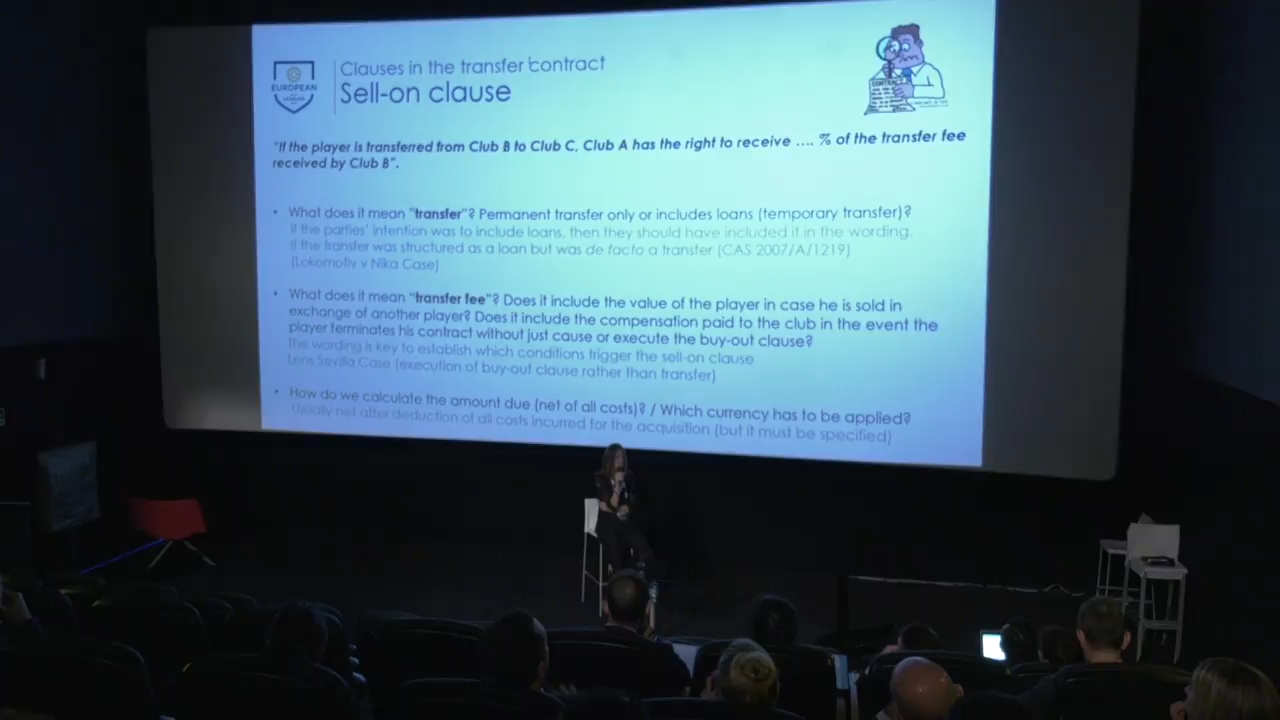 EUROPEAN
LEAGUES
Clauses in the transfer contract
Sell-on clause
CONTRACT
"If the player is transferred from Club B to Club C, Club A has the right to receive .... % of the transfer fee
received by Club B".
• What does it mean "transfer"? Permanent transfer only or includes loans (temporary transfer)?
If the parties' intention was to include loans, then they should have included it in the wording.
If the transfer was structured as a loan but was de facto a transfer (CAS 2007/A/1219)
(Lokomotiv v Nika Case)
• What does it mean "transfer fee"? Does it include the value of the player in case he is sold in
exchange of another player? Does it include the compensation paid to the club in the event the
player terminates his contract without just cause or execute the buy-out clause?
The wording is key to establish which conditions trigger the sell-on clause
Lens Sevilla Case (execution of buy-out clause rather than transfer)
• How do we calculate the amount due (net of all costs)? / Which currency has to be applied?
Usually net after deduction of all costs incurred for the acquisition (but it must be specified)